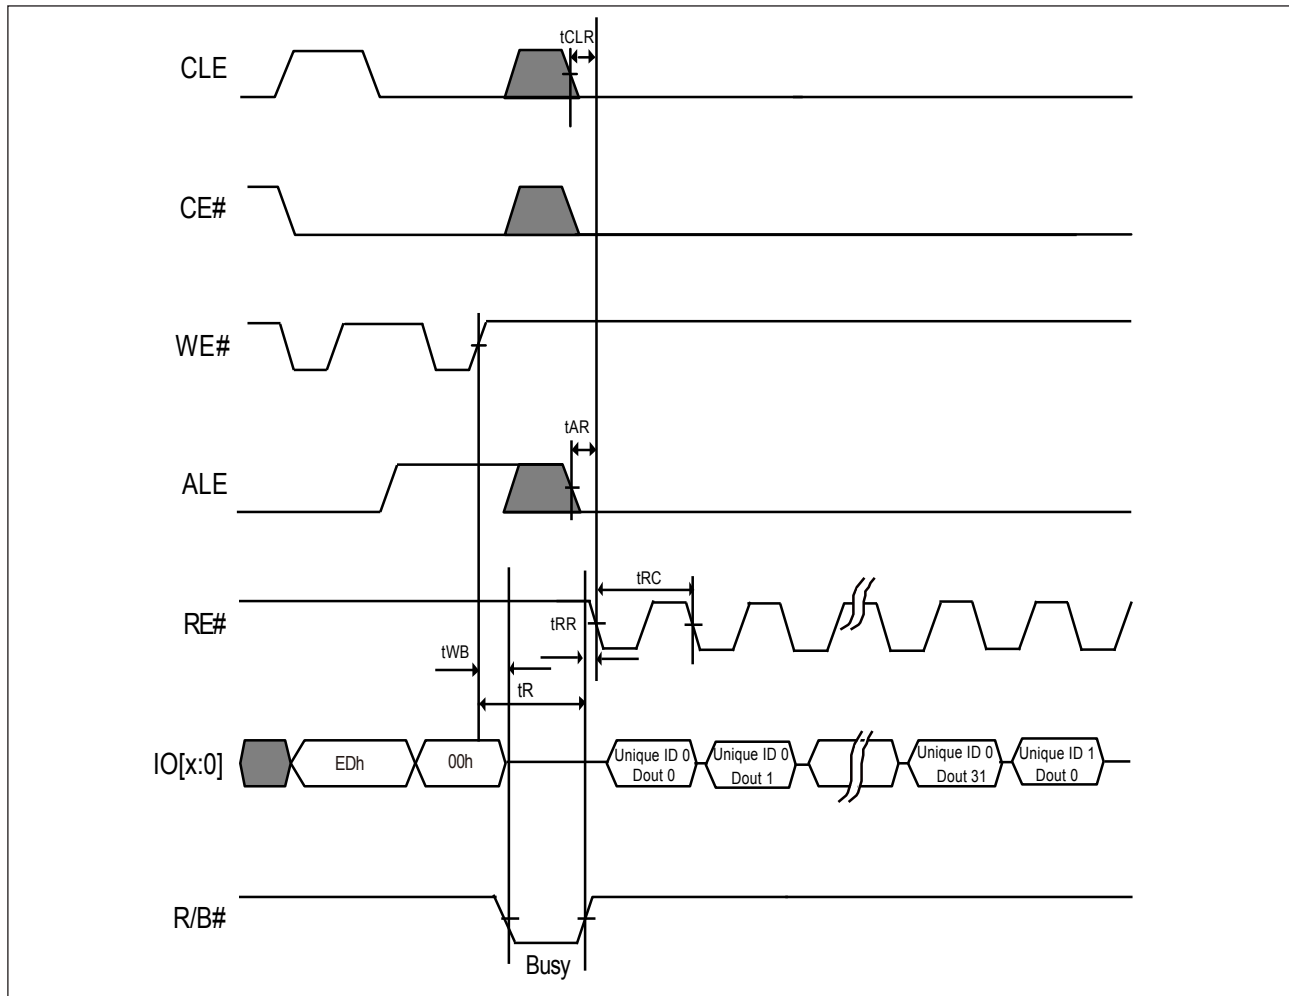 tCLR
CLE
CE#
WE#
tAR
ALE
tRC
RE#
tRR
tWB
tR
IO[x:0]
EDh
00h
Unique ID 0
Dout 0
Unique ID 0
Dout 1
Unique ID 0
Dout 31
Unique ID 1
Dout 0
R/B#
Busy